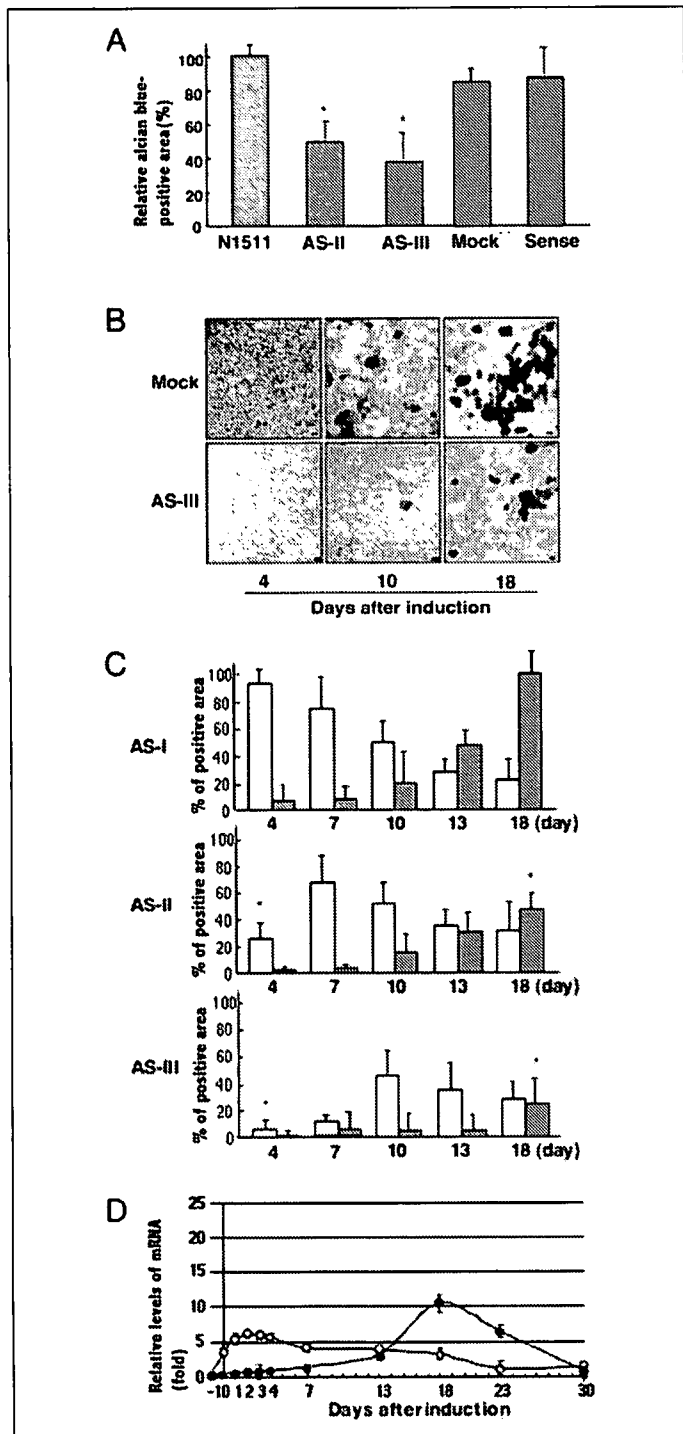 A
Relative alcian blue-
positive area (%)
100
80
60
40
20
0
*
*
N1511 AS-II AS-III Mock Sense
B
Mock
AS-III
4 10 18
Days after induction
C
AS-I
% of positive area
100
80
60
40
20
0
4 7 10 13 18 (day)
AS-II
% of positive area
100
80
60
40
20
0
*
*
4 7 10 13 18 (day)
AS-III
% of positive area
100
80
60
40
20
0
*
*
4 7 10 13 18 (day)
D
Relative levels of mRNA
(fold)
25
20
15
10
5
0
-1 0 1 2 3 4 7 13 18 23 30
Days after induction